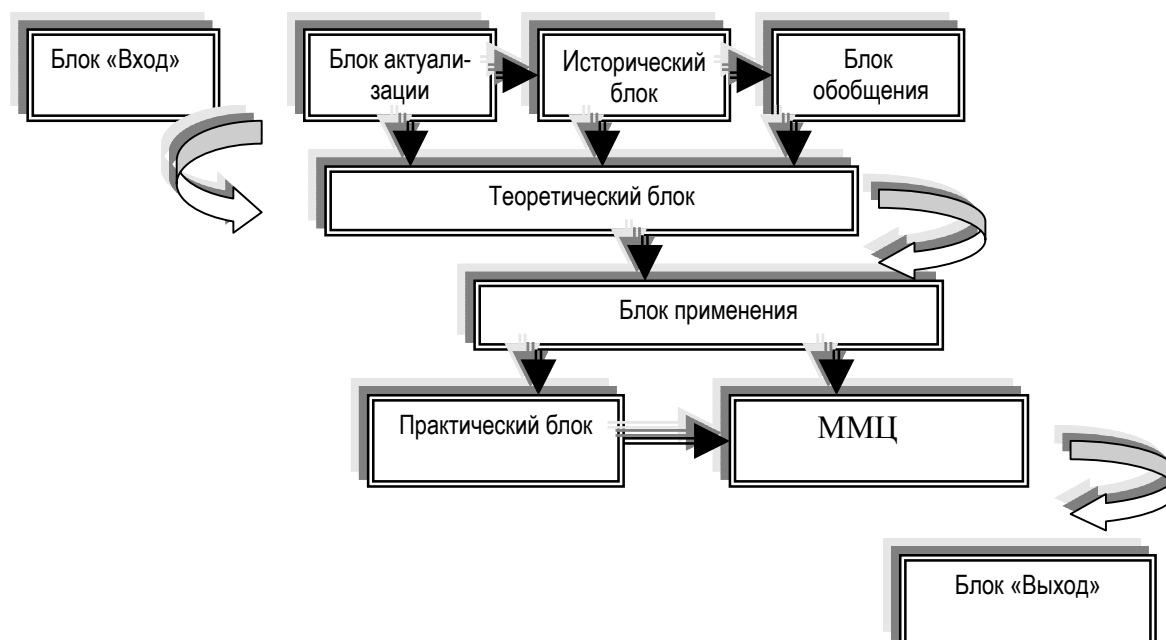 Блок «Вход»
Блок актуали-
зации
Исторический
блок
Блок
обобщения
Теоретический блок
Блок применения
Практический блок
ММЦ
Блок «Выход»